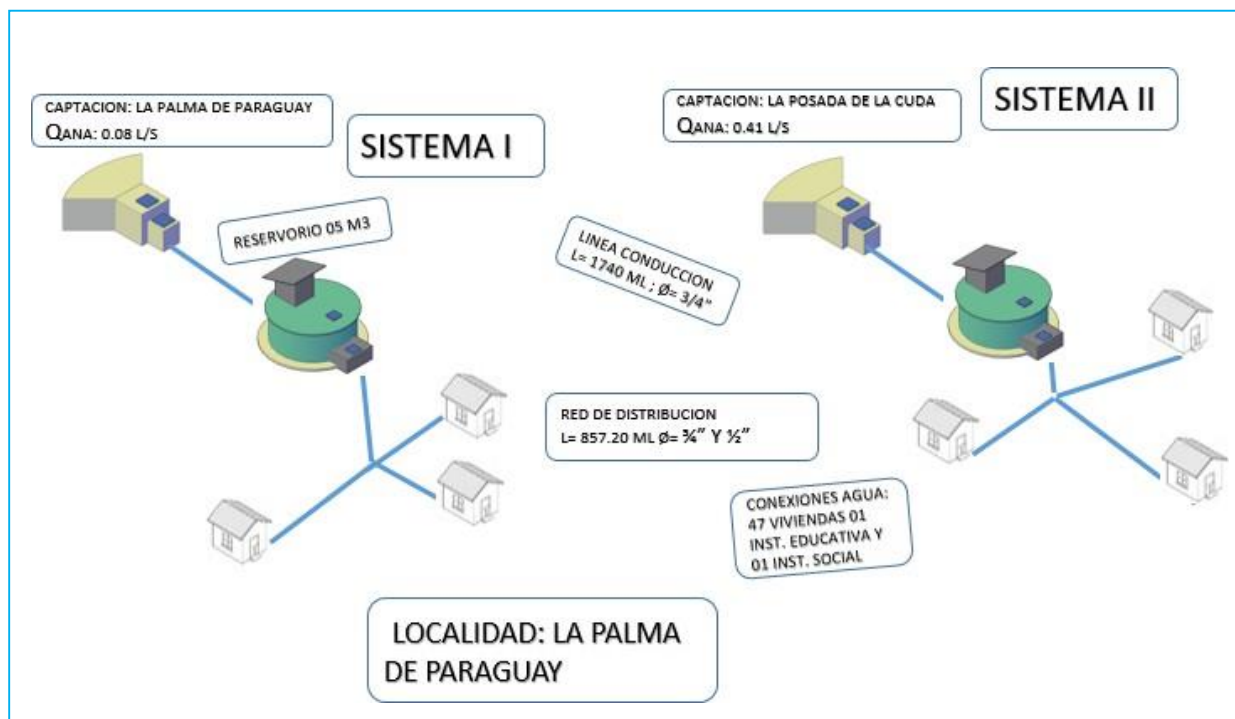 CAPTACION: LA PALMA DE PARAGUAY
QANA: 0.08 L/S
SISTEMA I
CAPTACION: LA POSADA DE LA CUDA
QANA: 0.41 L/S
SISTEMA II
RESERVORIO 05 M3
LINEA CONDUCCION
L= 1740 ML ; Ø= 3/4"
RED DE DISTRIBUCION
L= 857.20 ML Ø= ¾” Y ½”
CONEXIONES AGUA:
47 VIVIENDAS 01
INST. EDUCATIVA Y
01 INST. SOCIAL
LOCALIDAD: LA PALMA
DE PARAGUAY